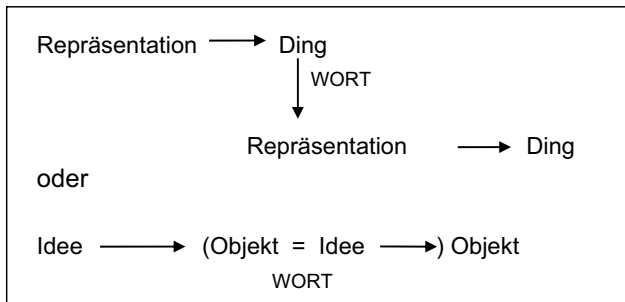 Repräsentation → Ding
WORT
Repräsentation → Ding
oder
Idee → (Objekt = Idee →) Objekt
WORT